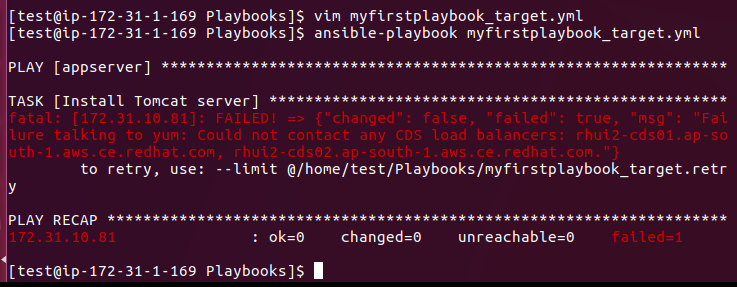 [test@ip-172-31-1-169 Playbooks]$ vim myfirstplaybook_target.yml
[test@ip-172-31-1-169 Playbooks]$ ansible-playbook myfirstplaybook_target.yml
PLAY [appserver] ***************************************************************
TASK [Install Tomcat server] ***************************************************
fatal: [172.31.10.81]: FAILED! => {"changed": false, "failed": true, "msg": "Fai
lure talking to yum: Could not contact any CDS load balancers: rhui2-cds01.ap-so
uth-1.aws.ce.redhat.com, rhui2-cds02.ap-south-1.aws.ce.redhat.com."}
to retry, use: --limit @/home/test/Playbooks/myfirstplaybook_target.retr
y
PLAY RECAP *********************************************************************
172.31.10.81 : ok=0 changed=0 unreachable=0 failed=1
[test@ip-172-31-1-169 Playbooks]$